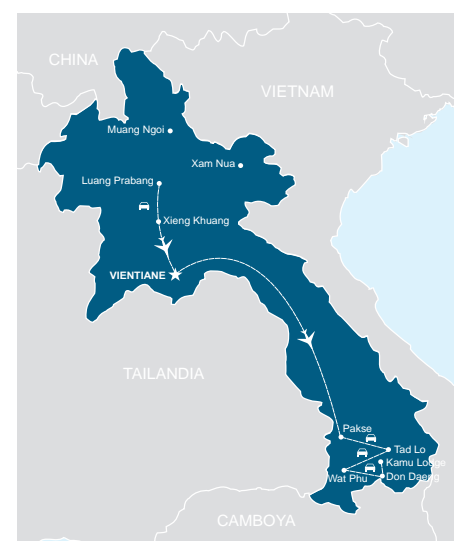 CHINA
VIETNAM
Muang Ngoi
Xam Nua
Luang Prabang
Xieng Khuang
VIENTIANE
TAILANDIA
Pakse
Tad Lo
Kamu Lodge
Wat Phu
Don Daeng
CAMBOYA